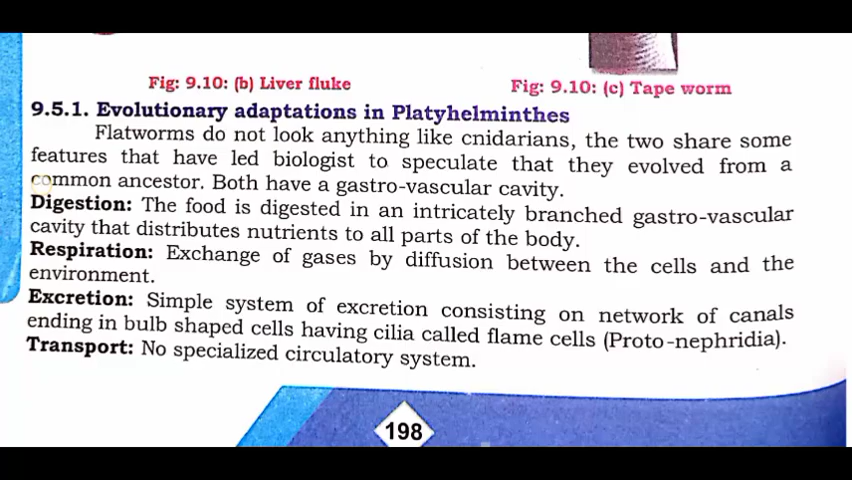 Fig: 9.10: (b) Liver fluke
Fig: 9.10: (c) Tape worm
9.5.1. Evolutionary adaptations in Platyhelminthes
Flatworms do not look anything like cnidarians, the two share some
features that have led biologist to speculate that they evolved from a
common ancestor. Both have a gastro-vascular cavity.
Digestion: The food is digested in an intricately branched gastro-vascular
cavity that distributes nutrients to all parts of the body.
Respiration: Exchange of gases by diffusion between the cells and the
environment.
Excretion: Simple system of excretion consisting on network of canals
ending in bulb shaped cells having cilia called flame cells (Proto-nephridia).
Transport: No specialized circulatory system.
198